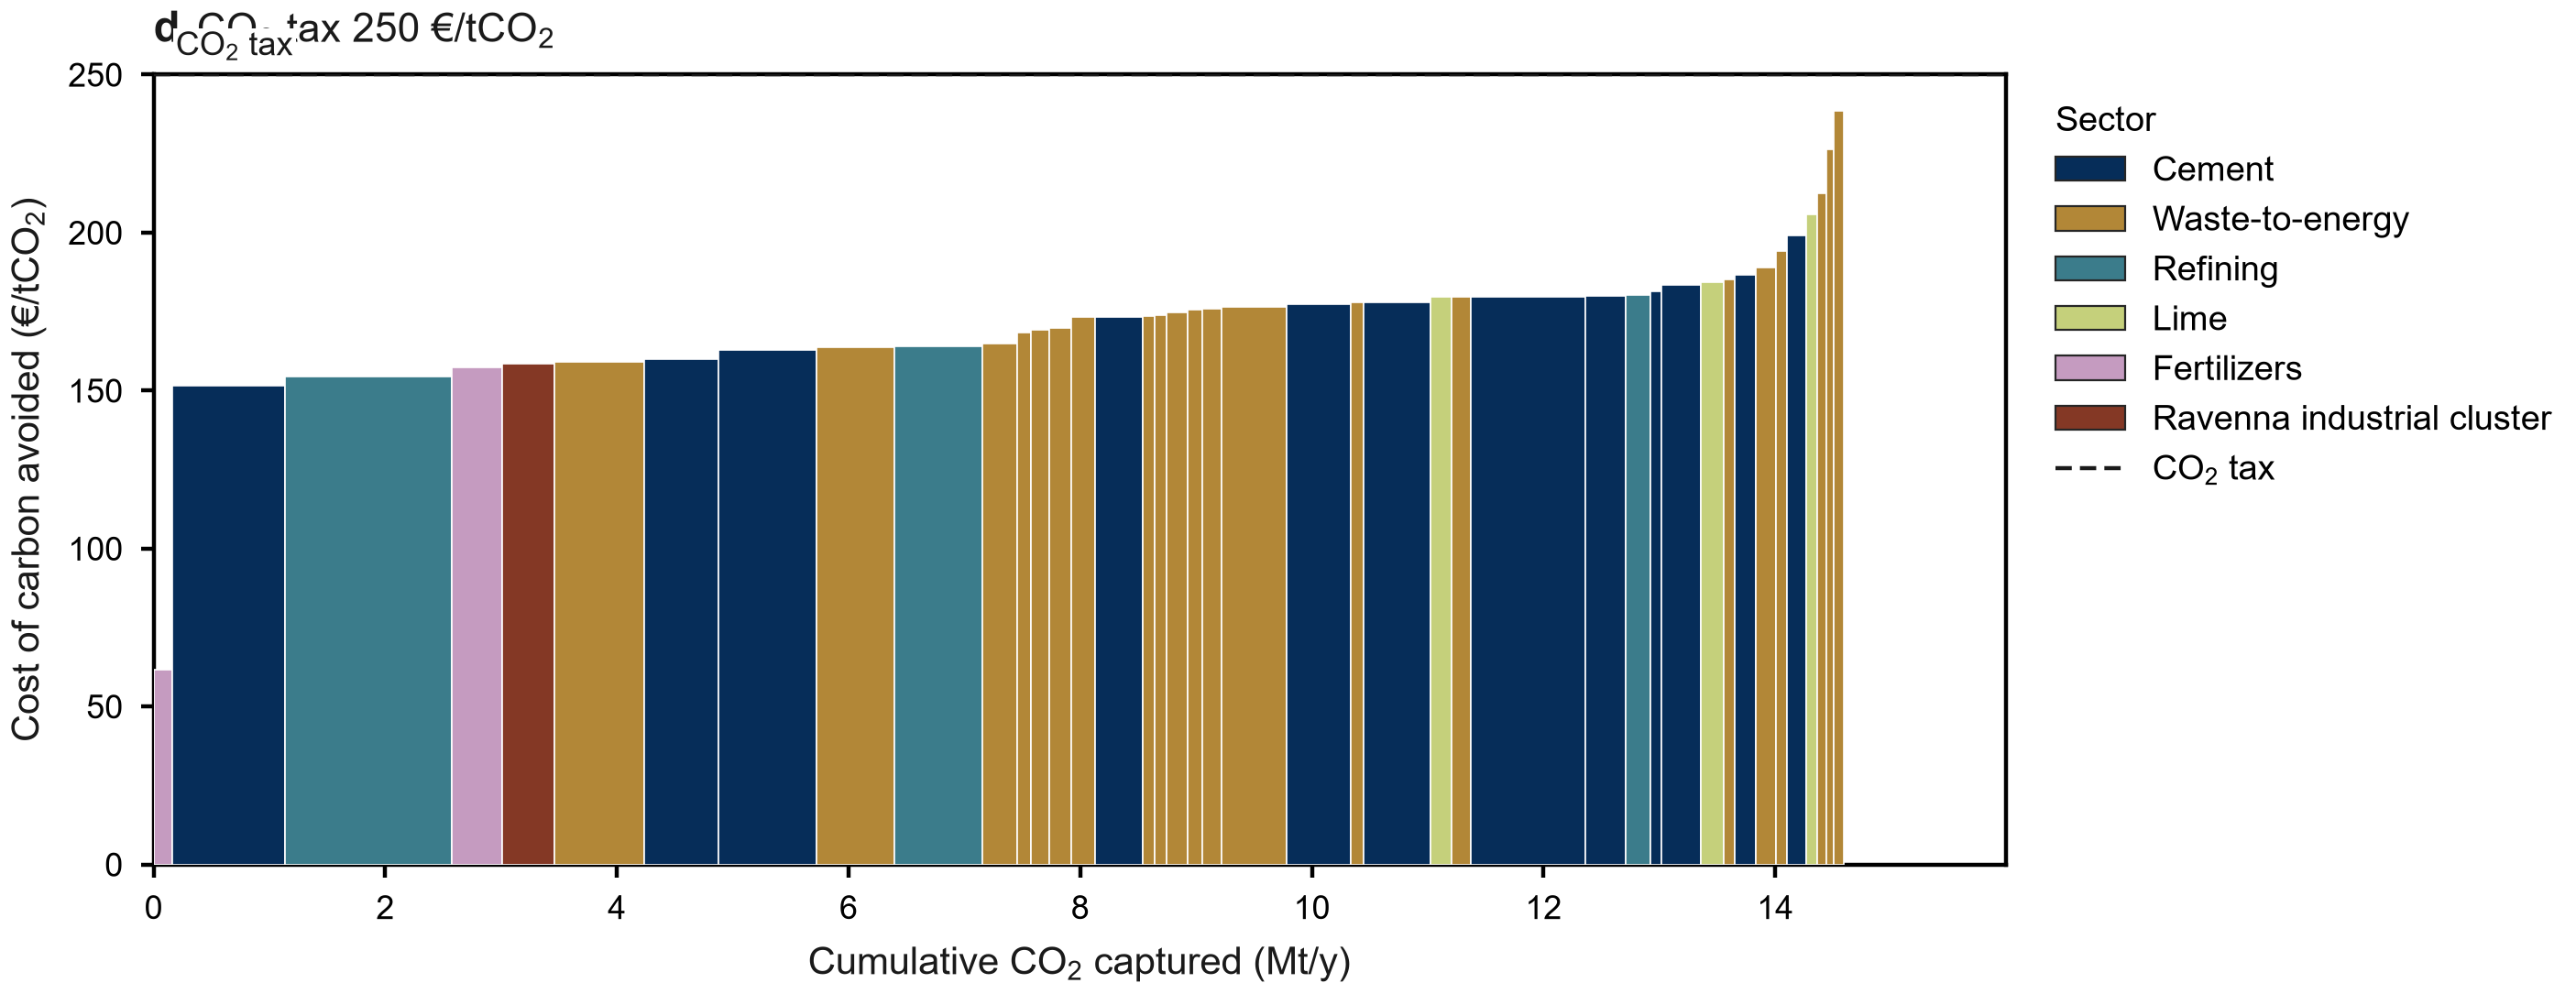 d CO₂ tax 250 €/tCO₂
CO₂ tax
250
200
150
100
50
0
Cost of carbon avoided (€/tCO₂)
0 2 4 6 8 10 12 14
Cumulative CO₂ captured (Mt/y)
Sector
Cement
Waste-to-energy
Refining
Lime
Fertilizers
Ravenna industrial cluster
CO₂ tax